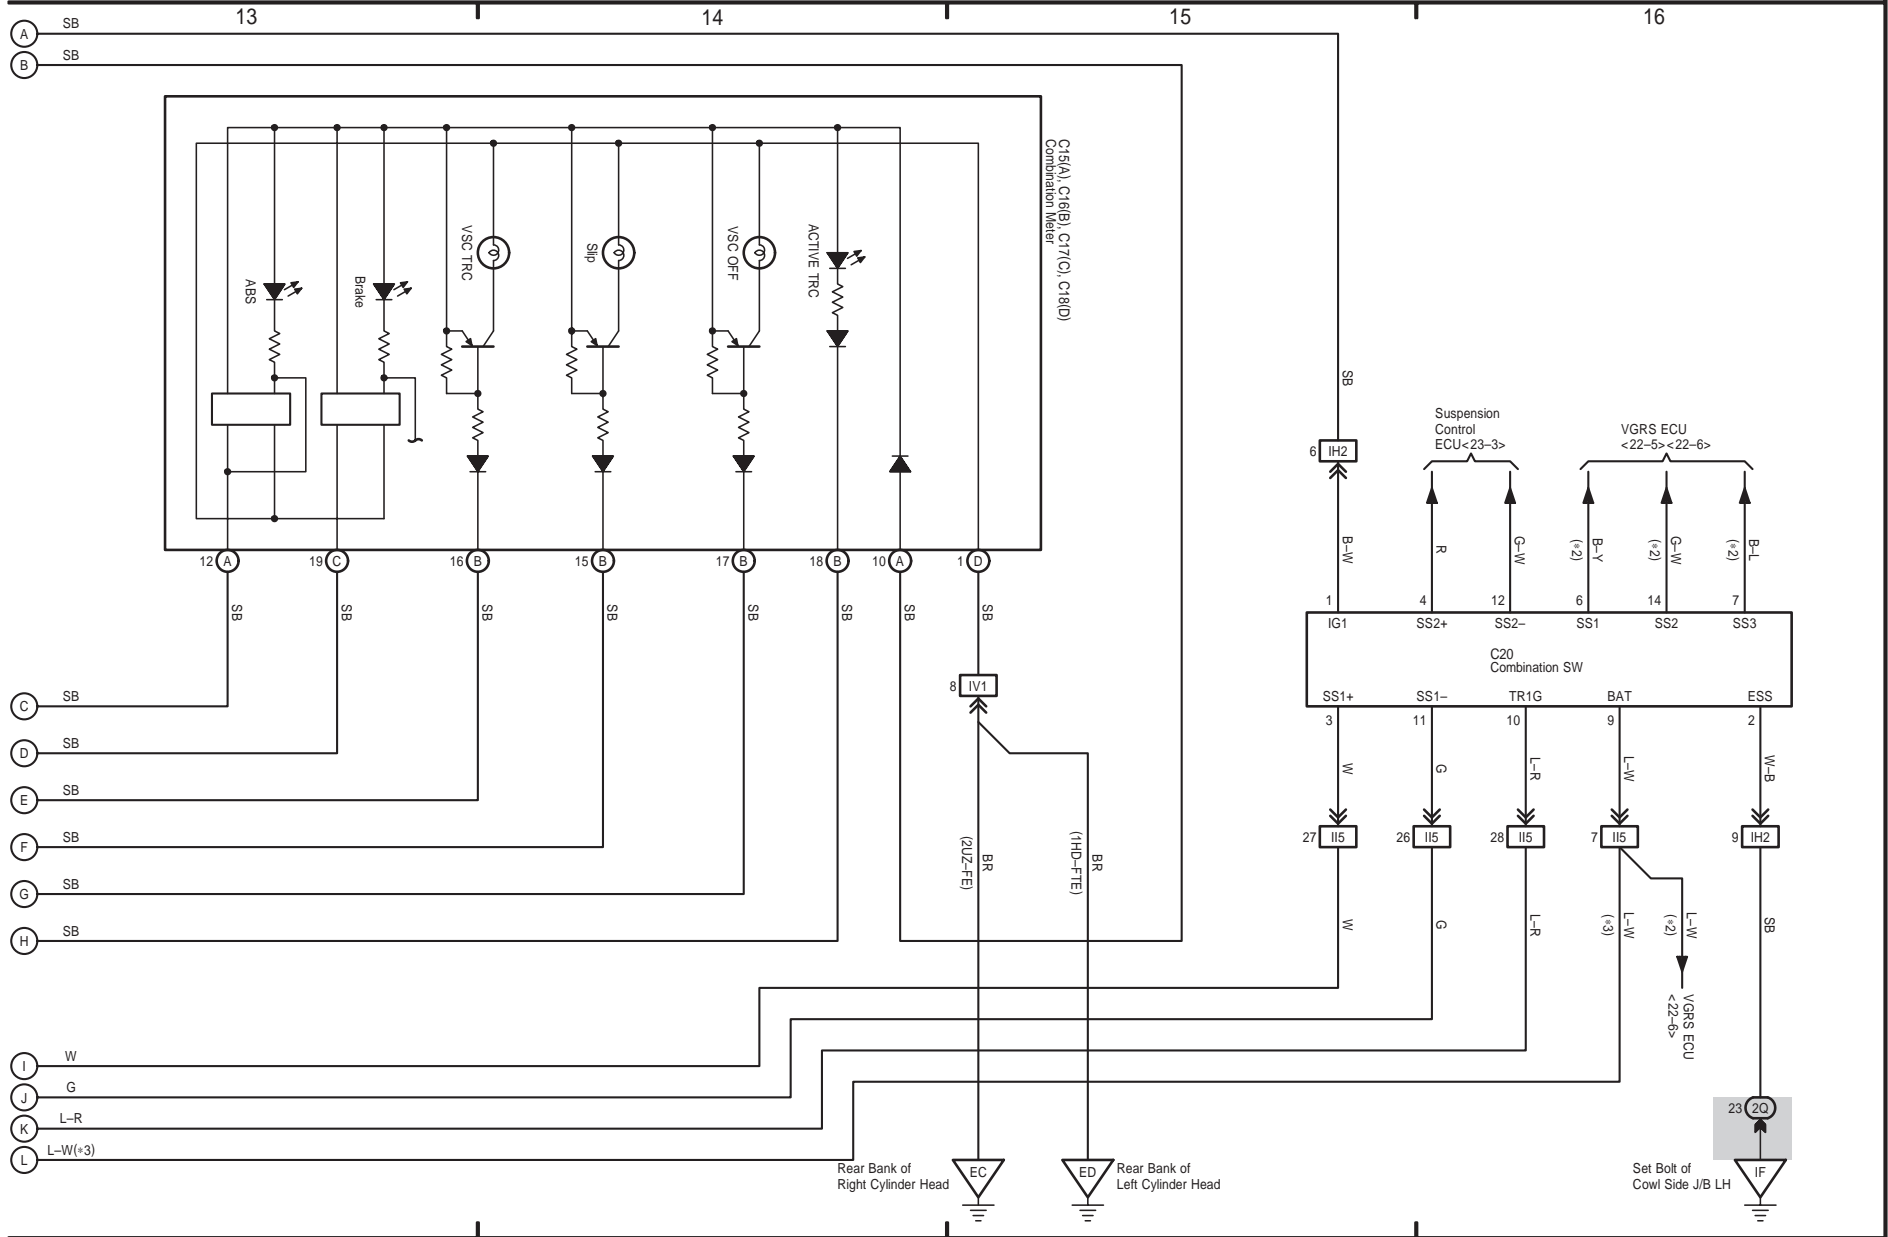 13
14
15
16
A
SB
B
SB
C15(A), C16(B), C17(C), C18(D)
Combination Meter
ABS
Brake
VSC TRC
Slip
VSC OFF
ACTIVE TRC
12 A
19 C
16 B
15 B
17 B
18 B
10 A
1 D
SB
SB
SB
SB
SB
SB
SB
SB
SB
6 IH2
Suspension
Control
ECU<23–3>
VGRS ECU
<22–5><22–6>
B–W
R
G–W
B–Y
(*2)
G–W
(*2)
B–L
(*2)
1
4
12
6
14
7
IG1
SS2+
SS2–
SS1
SS2
SS3
C20
Combination SW
SS1+
SS1–
TR1G
BAT
ESS
3
11
10
9
2
W
G
L–R
L–W
W–B
8 IV1
C
SB
D
SB
E
SB
F
SB
G
SB
H
SB
BR
(2UZ–FE)
BR
(1HD–FTE)
27 II5
26 II5
28 II5
7 II5
9 IH2
W
G
L–R
L–W
(*3)
L–W
(*2)
SB
VGRS ECU
<22–6>
I
W
J
G
K
L–R
L
L–W(*3)
23 2Q
Rear Bank of
Right Cylinder Head
EC
ED
Rear Bank of
Left Cylinder Head
Set Bolt of
Cowl Side J/B LH
IF